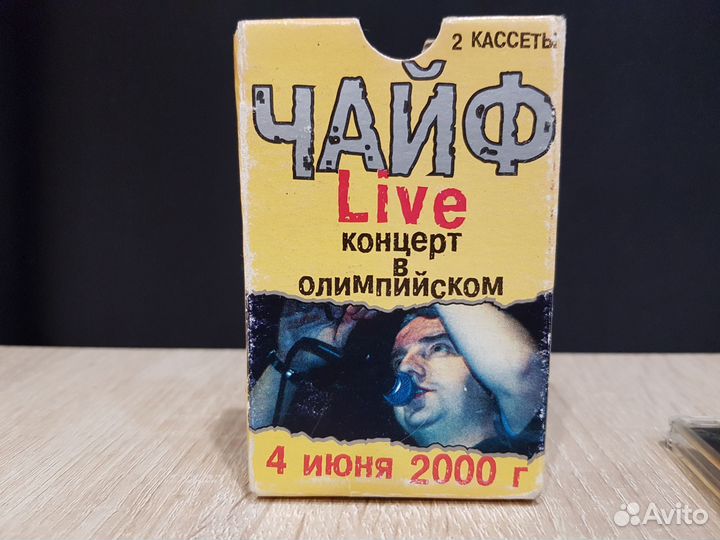 2 КАССЕТЫ
ЧАЙФ
Live
концерт
в
олимпийском
4 июня 2000 г
Avito